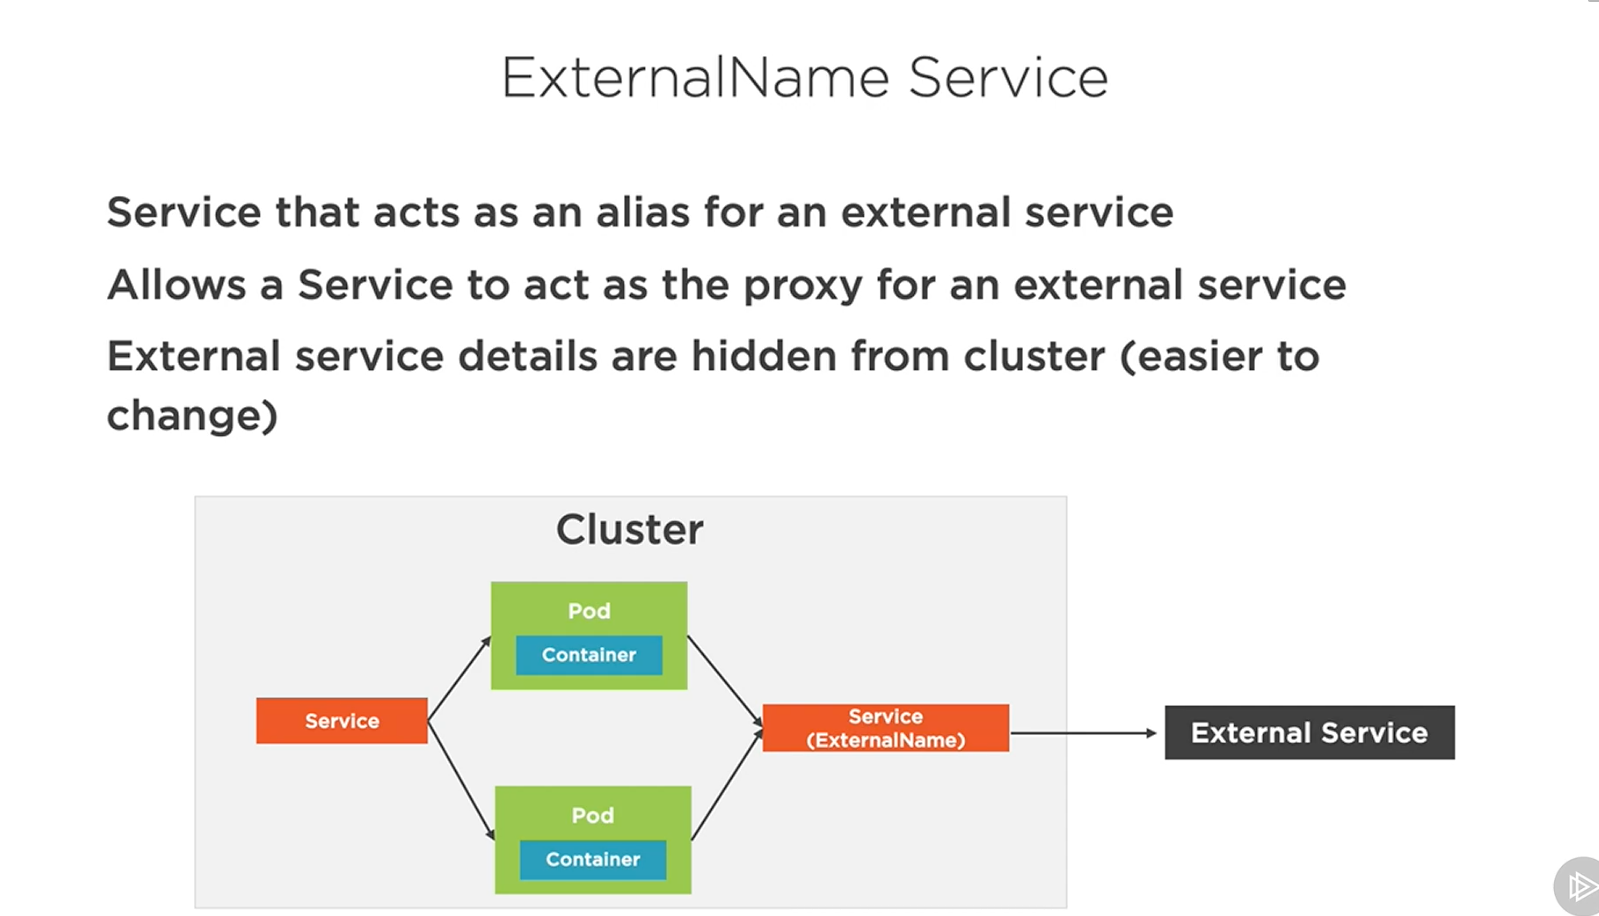 ExternalName Service
Service that acts as an alias for an external service
Allows a Service to act as the proxy for an external service
External service details are hidden from cluster (easier to
change)
Cluster
Pod
Container
Service
Service
(ExternalName)
External Service
Pod
Container